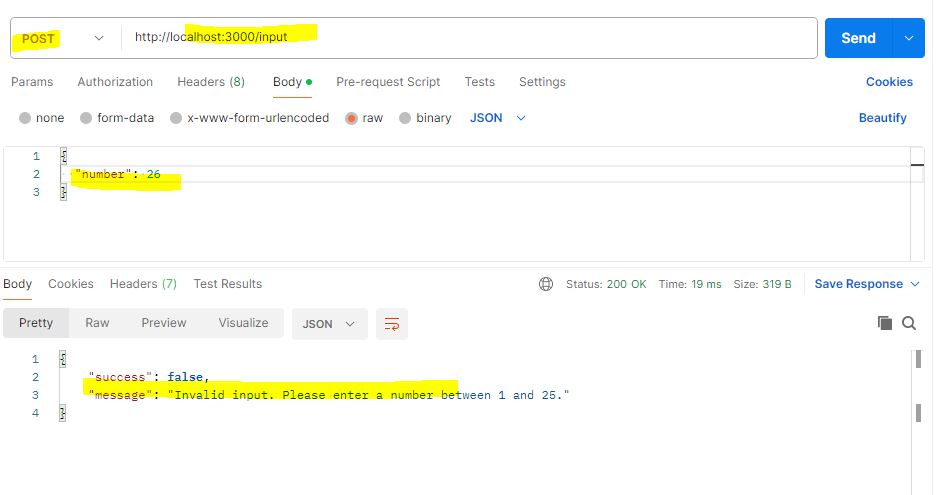 POST http://localhost:3000/input Send
Params Authorization Headers (8) Body Pre-request Script Tests Settings Cookies
none form-data x-www-form-urlencoded raw binary JSON Beautify
1 {
2 "number": 26
3 }
Body Cookies Headers (7) Test Results Status: 200 OK Time: 19 ms Size: 319 B Save Response
Pretty Raw Preview Visualize JSON
1 {
2 "success": false,
3 "message": "Invalid input. Please enter a number between 1 and 25."
4 }